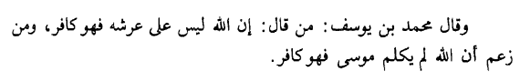 وقال محمد بن يوسف: من قال: إن الله ليس على عرشه فهو كافر، ومن
زعم أن الله لم يكلم موسى فهو كافر.